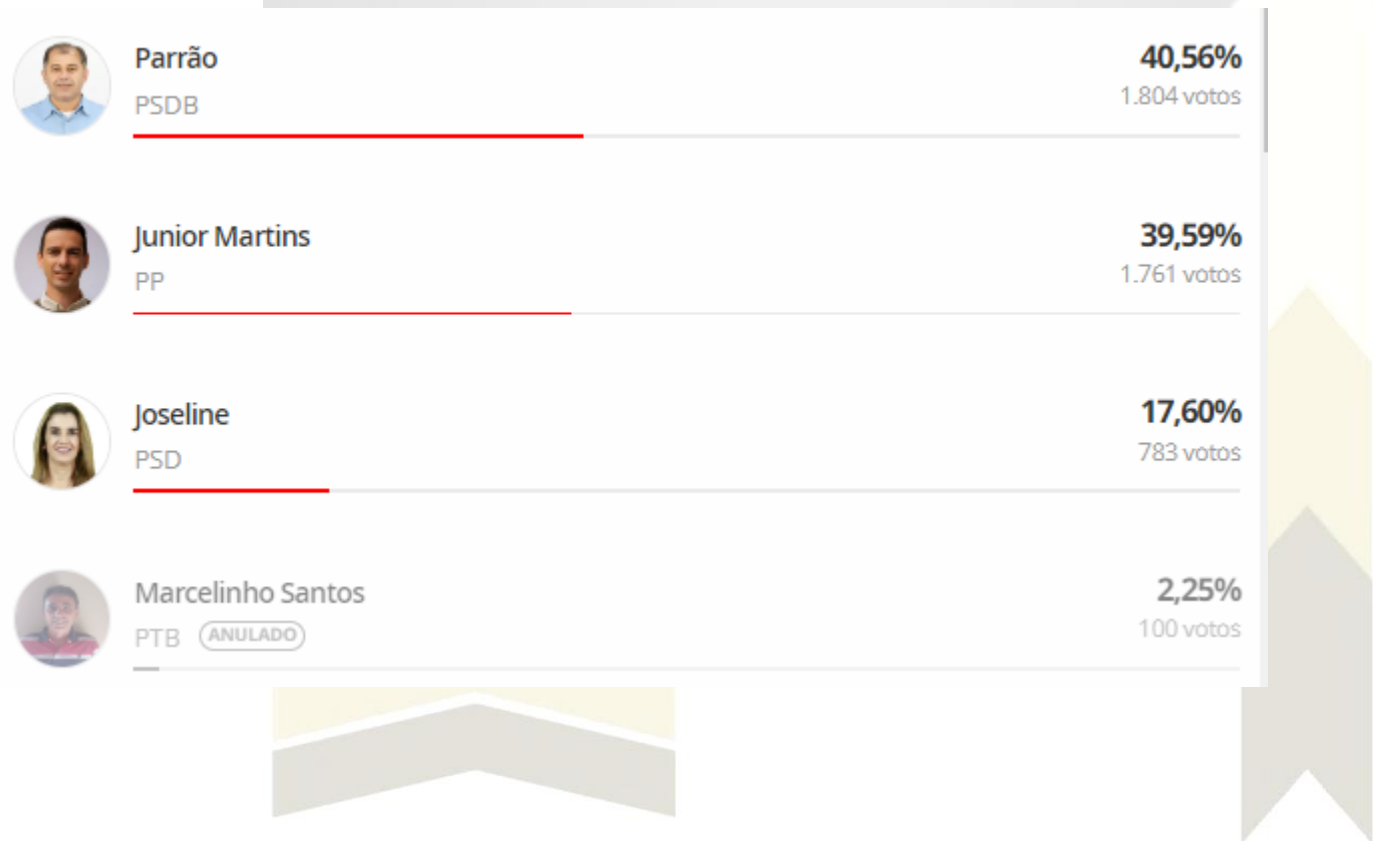 Parrão 40,56%
PSDB 1.804 votos
Junior Martins 39,59%
PP 1.761 votos
Joseline 17,60%
PSD 783 votos
Marcelinho Santos 2,25%
PTB ANULADO 100 votos